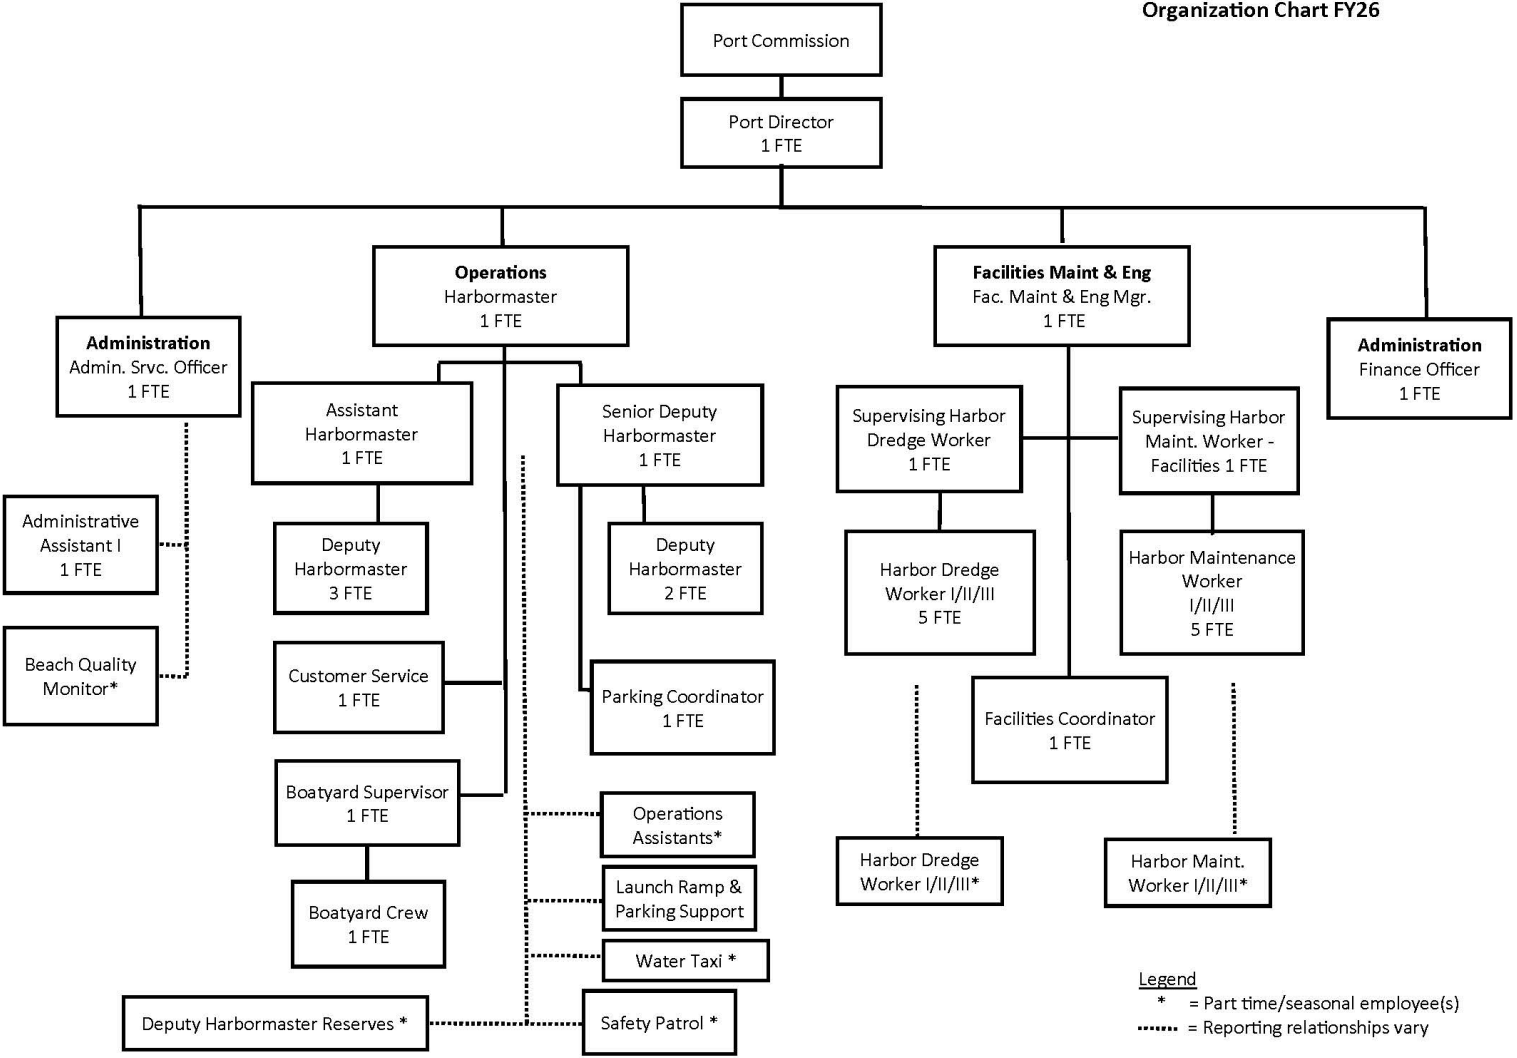 Organization Chart FY26
Port Commission
Port Director
1 FTE
Operations
Harbormaster
1 FTE
Facilities Maint & Eng
Fac. Maint & Eng Mgr.
1 FTE
Administration
Admin. Srvc. Officer
1 FTE
Administration
Finance Officer
1 FTE
Assistant
Harbormaster
1 FTE
Senior Deputy
Harbormaster
1 FTE
Supervising Harbor
Dredge Worker
1 FTE
Supervising Harbor
Maint. Worker -
Facilities 1 FTE
Administrative
Assistant I
1 FTE
Deputy
Harbormaster
3 FTE
Deputy
Harbormaster
2 FTE
Harbor Dredge
Worker I/II/III
5 FTE
Harbor Maintenance
Worker
I/II/III
5 FTE
Beach Quality
Monitor*
Customer Service
1 FTE
Parking Coordinator
1 FTE
Facilities Coordinator
1 FTE
Boatyard Supervisor
1 FTE
Operations
Assistants*
Harbor Dredge
Worker I/II/III*
Harbor Maint.
Worker I/II/III*
Launch Ramp &
Parking Support
Boatyard Crew
1 FTE
Water Taxi *
Deputy Harbormaster Reserves *
Safety Patrol *
Legend
* = Part time/seasonal employee(s)
= Reporting relationships vary